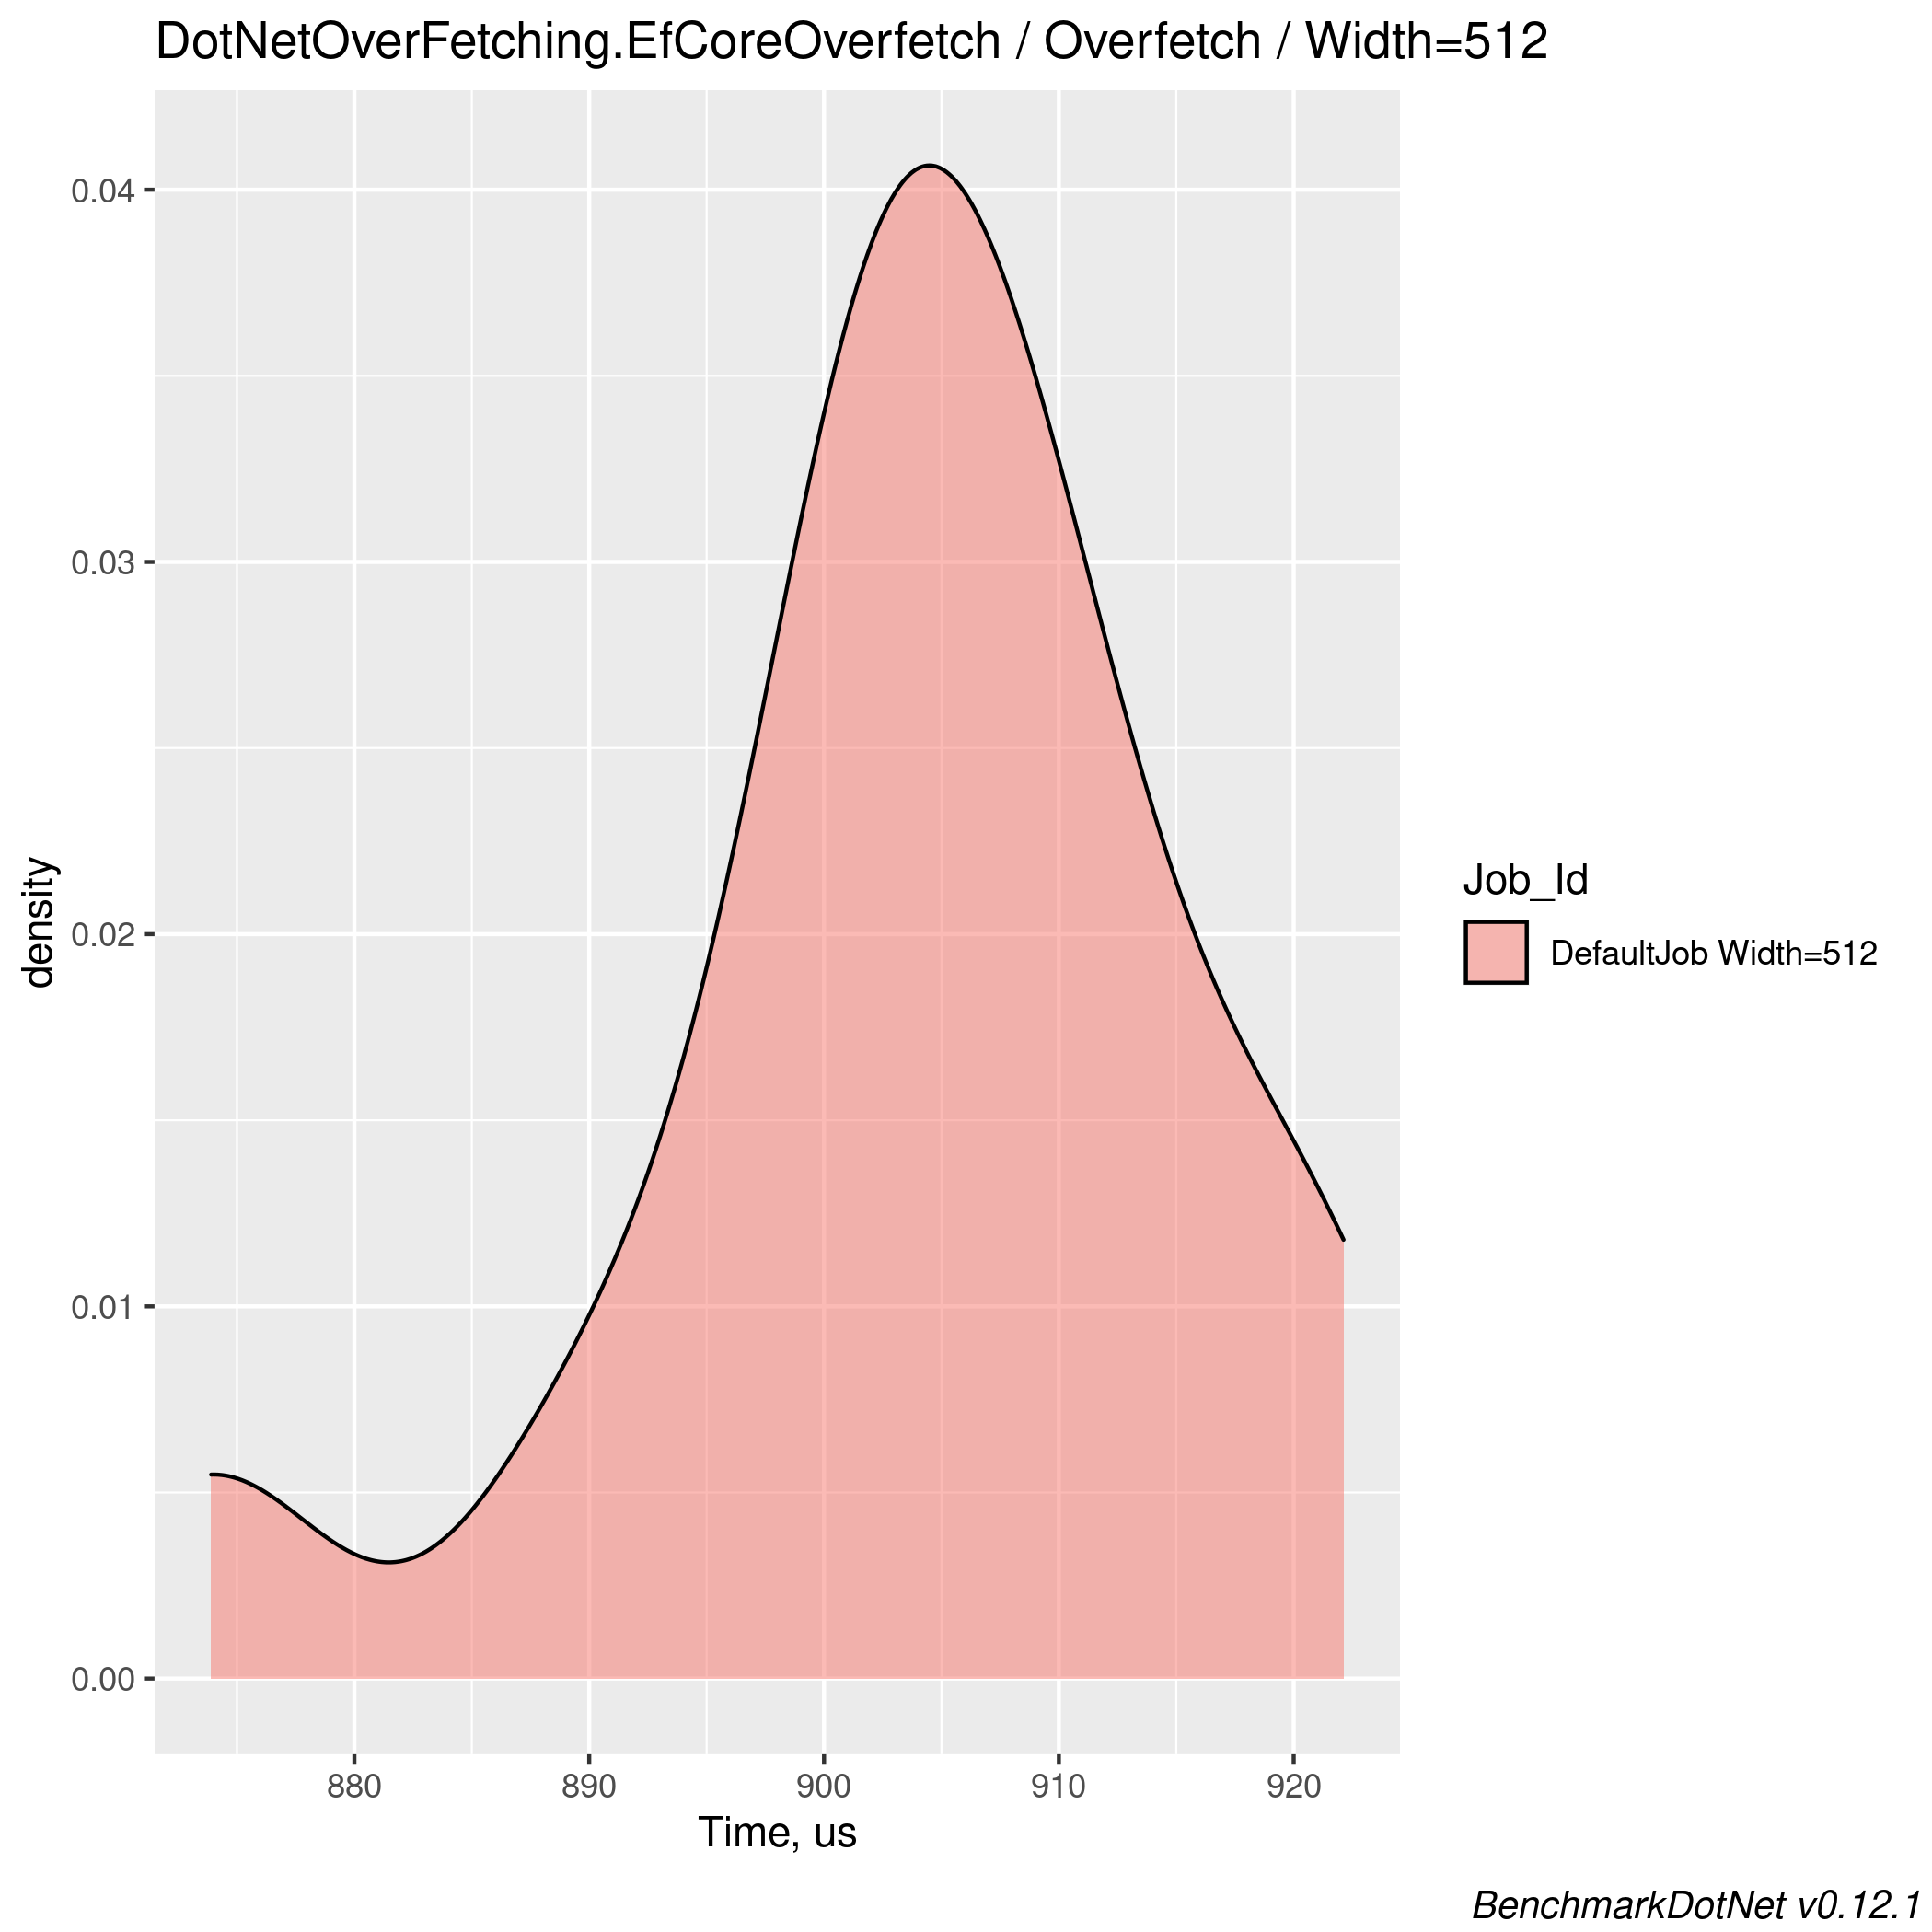 DotNetOverFetching.EfCoreOverfetch / Overfetch / Width=512
density
0.04
0.03
0.02
0.01
0.00
880 890 900 910 920
Time, us
Job_Id
DefaultJob Width=512
BenchmarkDotNet v0.12.1